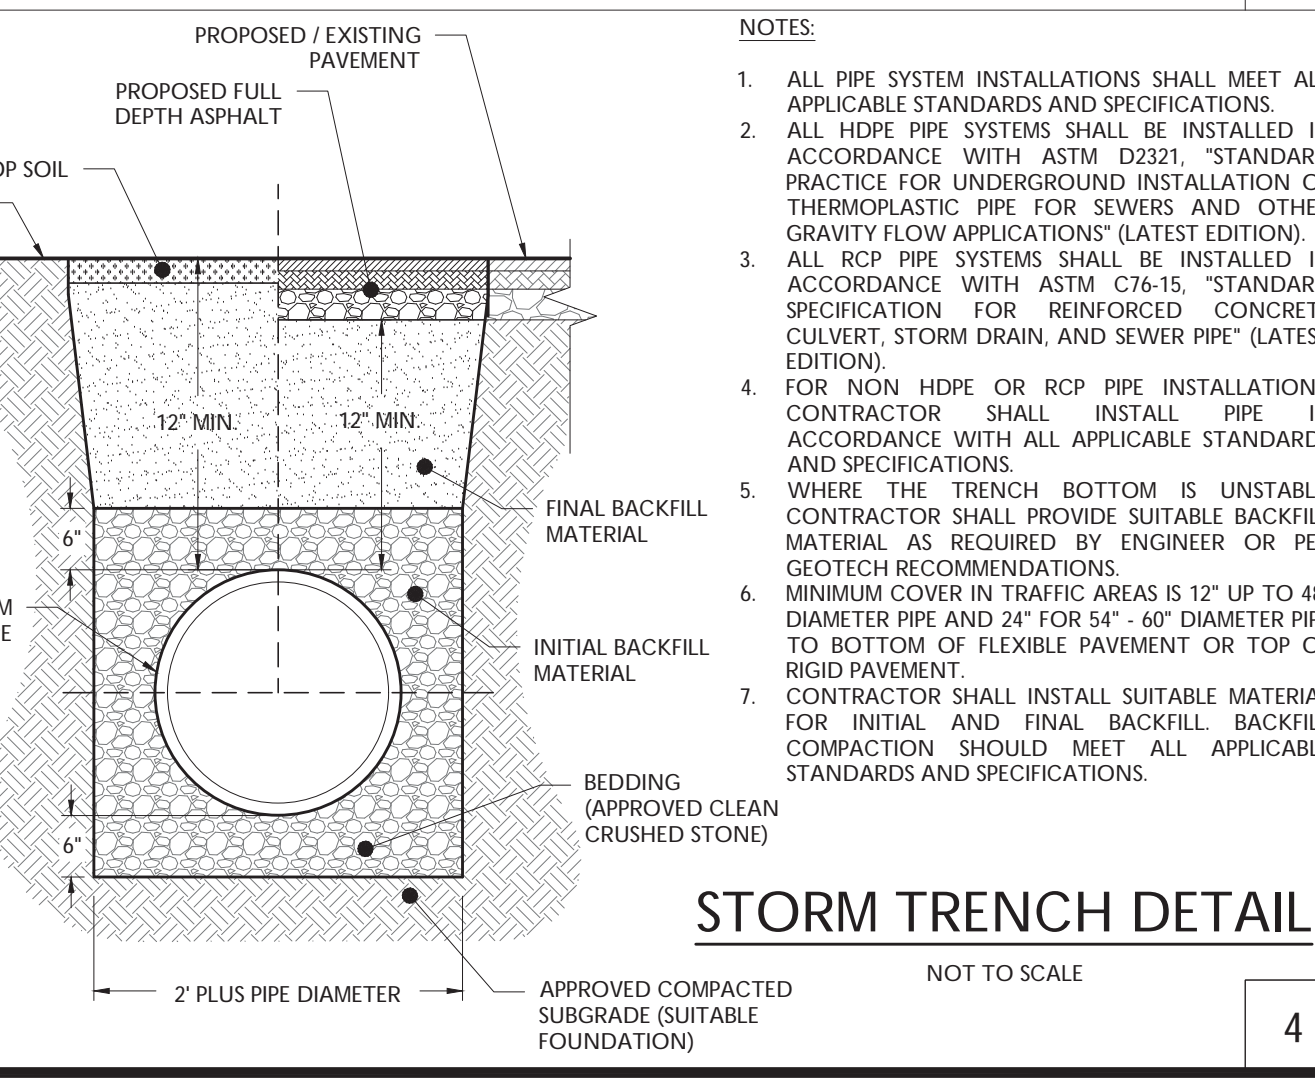 PROPOSED / EXISTING
PAVEMENT
PROPOSED FULL
DEPTH ASPHALT
OP SOIL
12" MIN.
12" MIN.
FINAL BACKFILL
MATERIAL
6"
M
E
INITIAL BACKFILL
MATERIAL
BEDDING
(APPROVED CLEAN
CRUSHED STONE)
6"
2' PLUS PIPE DIAMETER
APPROVED COMPACTED
SUBGRADE (SUITABLE
FOUNDATION)
NOTES:
1. ALL PIPE SYSTEM INSTALLATIONS SHALL MEET AL
APPLICABLE STANDARDS AND SPECIFICATIONS.
2. ALL HDPE PIPE SYSTEMS SHALL BE INSTALLED I
ACCORDANCE WITH ASTM D2321, "STANDAR
PRACTICE FOR UNDERGROUND INSTALLATION O
THERMOPLASTIC PIPE FOR SEWERS AND OTHE
GRAVITY FLOW APPLICATIONS" (LATEST EDITION).
3. ALL RCP PIPE SYSTEMS SHALL BE INSTALLED I
ACCORDANCE WITH ASTM C76-15, "STANDAR
SPECIFICATION FOR REINFORCED CONCRET
CULVERT, STORM DRAIN, AND SEWER PIPE" (LATES
EDITION).
4. FOR NON HDPE OR RCP PIPE INSTALLATION
CONTRACTOR SHALL INSTALL PIPE I
ACCORDANCE WITH ALL APPLICABLE STANDARD
AND SPECIFICATIONS.
5. WHERE THE TRENCH BOTTOM IS UNSTABL
CONTRACTOR SHALL PROVIDE SUITABLE BACKFIL
MATERIAL AS REQUIRED BY ENGINEER OR PE
GEOTECH RECOMMENDATIONS.
6. MINIMUM COVER IN TRAFFIC AREAS IS 12" UP TO 48
DIAMETER PIPE AND 24" FOR 54" - 60" DIAMETER PIP
TO BOTTOM OF FLEXIBLE PAVEMENT OR TOP O
RIGID PAVEMENT.
7. CONTRACTOR SHALL INSTALL SUITABLE MATERIA
FOR INITIAL AND FINAL BACKFILL. BACKFIL
COMPACTION SHOULD MEET ALL APPLICABL
STANDARDS AND SPECIFICATIONS.
STORM TRENCH DETAIL
NOT TO SCALE
4